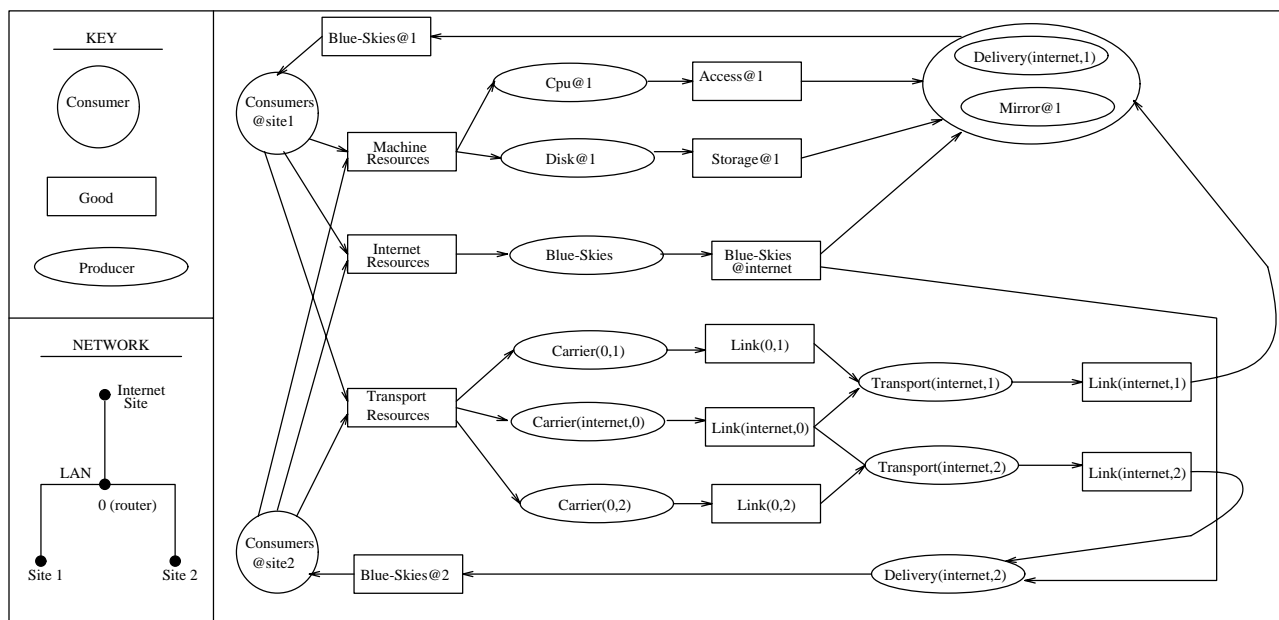 KEY
Consumer
Good
Producer
NETWORK
Internet
Site
LAN
0 (router)
Site 1
Site 2
Blue-Skies@1
Consumers
@site1
Cpu@1
Access@1
Delivery(internet,1)
Mirror@1
Machine
Resources
Disk@1
Storage@1
Internet
Resources
Blue-Skies
Blue-Skies
@internet
Carrier(0,1)
Link(0,1)
Transport(internet,1)
Link(internet,1)
Transport
Resources
Carrier(internet,0)
Link(internet,0)
Transport(internet,2)
Link(internet,2)
Carrier(0,2)
Link(0,2)
Consumers
@site2
Blue-Skies@2
Delivery(internet,2)